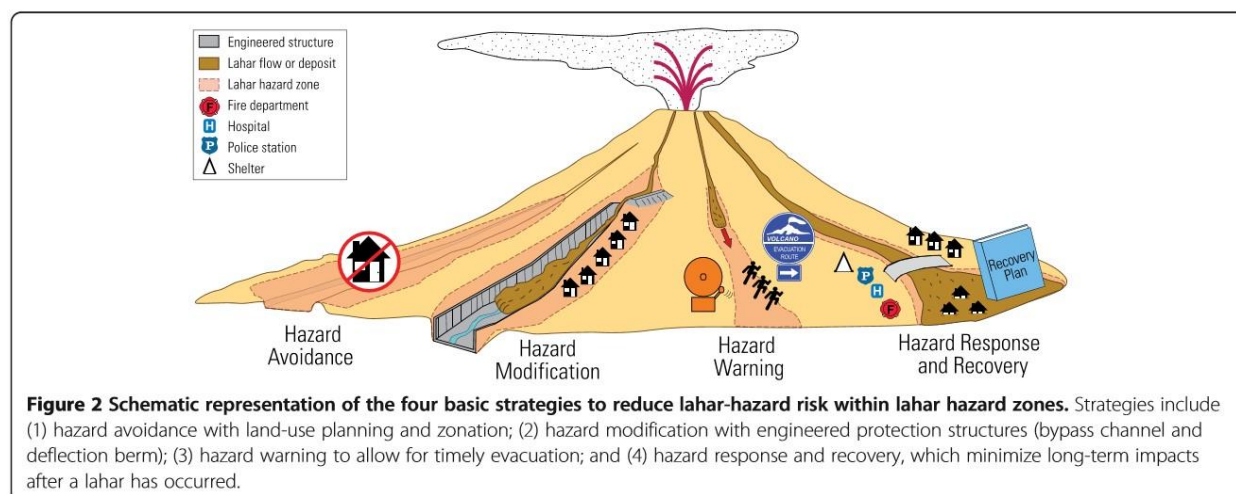 Engineered structure
Lahar flow or deposit
Lahar hazard zone
F Fire department
H Hospital
P Police station
Shelter
VOLCANO
EVACUATION
ROUTE
P
H
F
Recovery
Plan
Hazard
Avoidance
Hazard
Modification
Hazard
Warning
Hazard Response
and Recovery
Figure 2 Schematic representation of the four basic strategies to reduce lahar-hazard risk within lahar hazard zones. Strategies include
(1) hazard avoidance with land-use planning and zonation; (2) hazard modification with engineered protection structures (bypass channel and
deflection berm); (3) hazard warning to allow for timely evacuation; and (4) hazard response and recovery, which minimize long-term impacts
after a lahar has occurred.